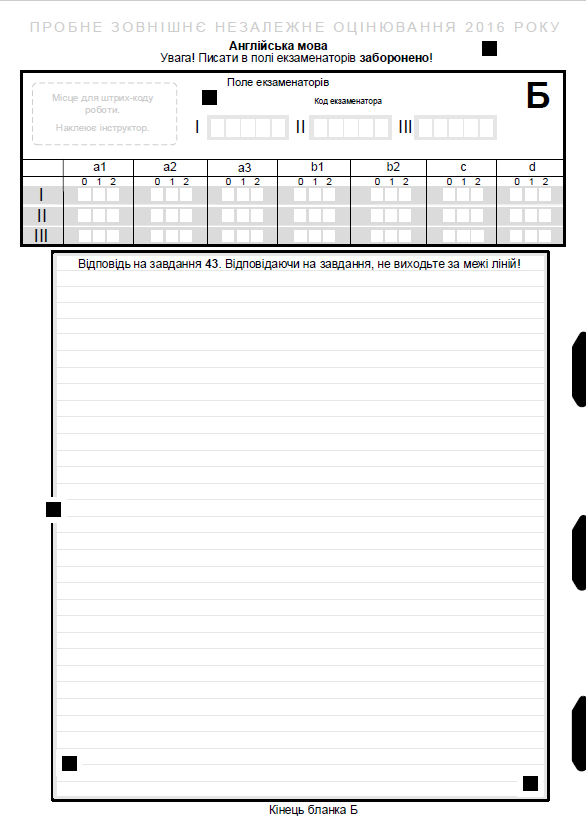 ПРОБНЕ ЗОВНІШНЄ НЕЗАЛЕЖНЕ ОЦІНЮВАННЯ 2016 РОКУ
Англійська мова
Увага! Писати в полі екзаменаторів заборонено!
Поле екзаменаторів
Б
Місце для штрих-коду
роботи.
Наклеює інструктор.
Код екзаменатора
I II III
a1 a2 a3 b1 b2 c d
0 1 2 0 1 2 0 1 2 0 1 2 0 1 2 0 1 2 0 1 2
I
II
III
Відповідь на завдання 43. Відповідаючи на завдання, не виходьте за межі ліній!
Кінець бланка Б